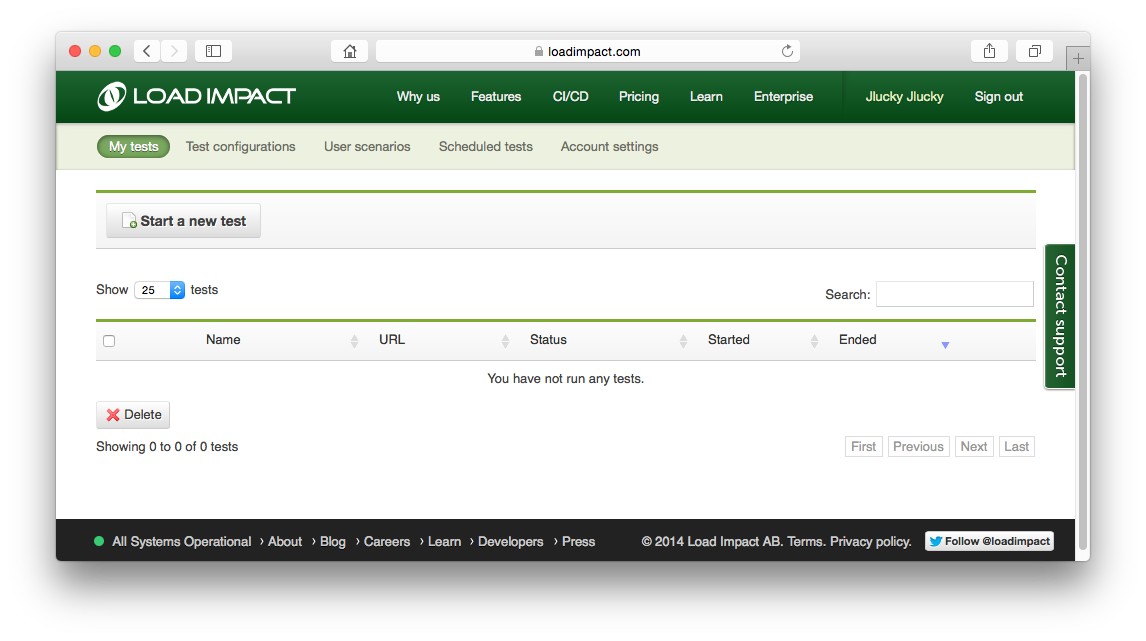 loadimpact.com
LOAD IMPACT Why us Features CI/CD Pricing Learn Enterprise Jlucky Jlucky Sign out
My tests Test configurations User scenarios Scheduled tests Account settings
Start a new test
Show 25 tests
Search:
Name URL Status Started Ended
You have not run any tests.
Delete
Showing 0 to 0 of 0 tests
First Previous Next Last
Contact support
All Systems Operational › About › Blog › Careers › Learn › Developers › Press © 2014 Load Impact AB. Terms. Privacy policy. Follow @loadimpact